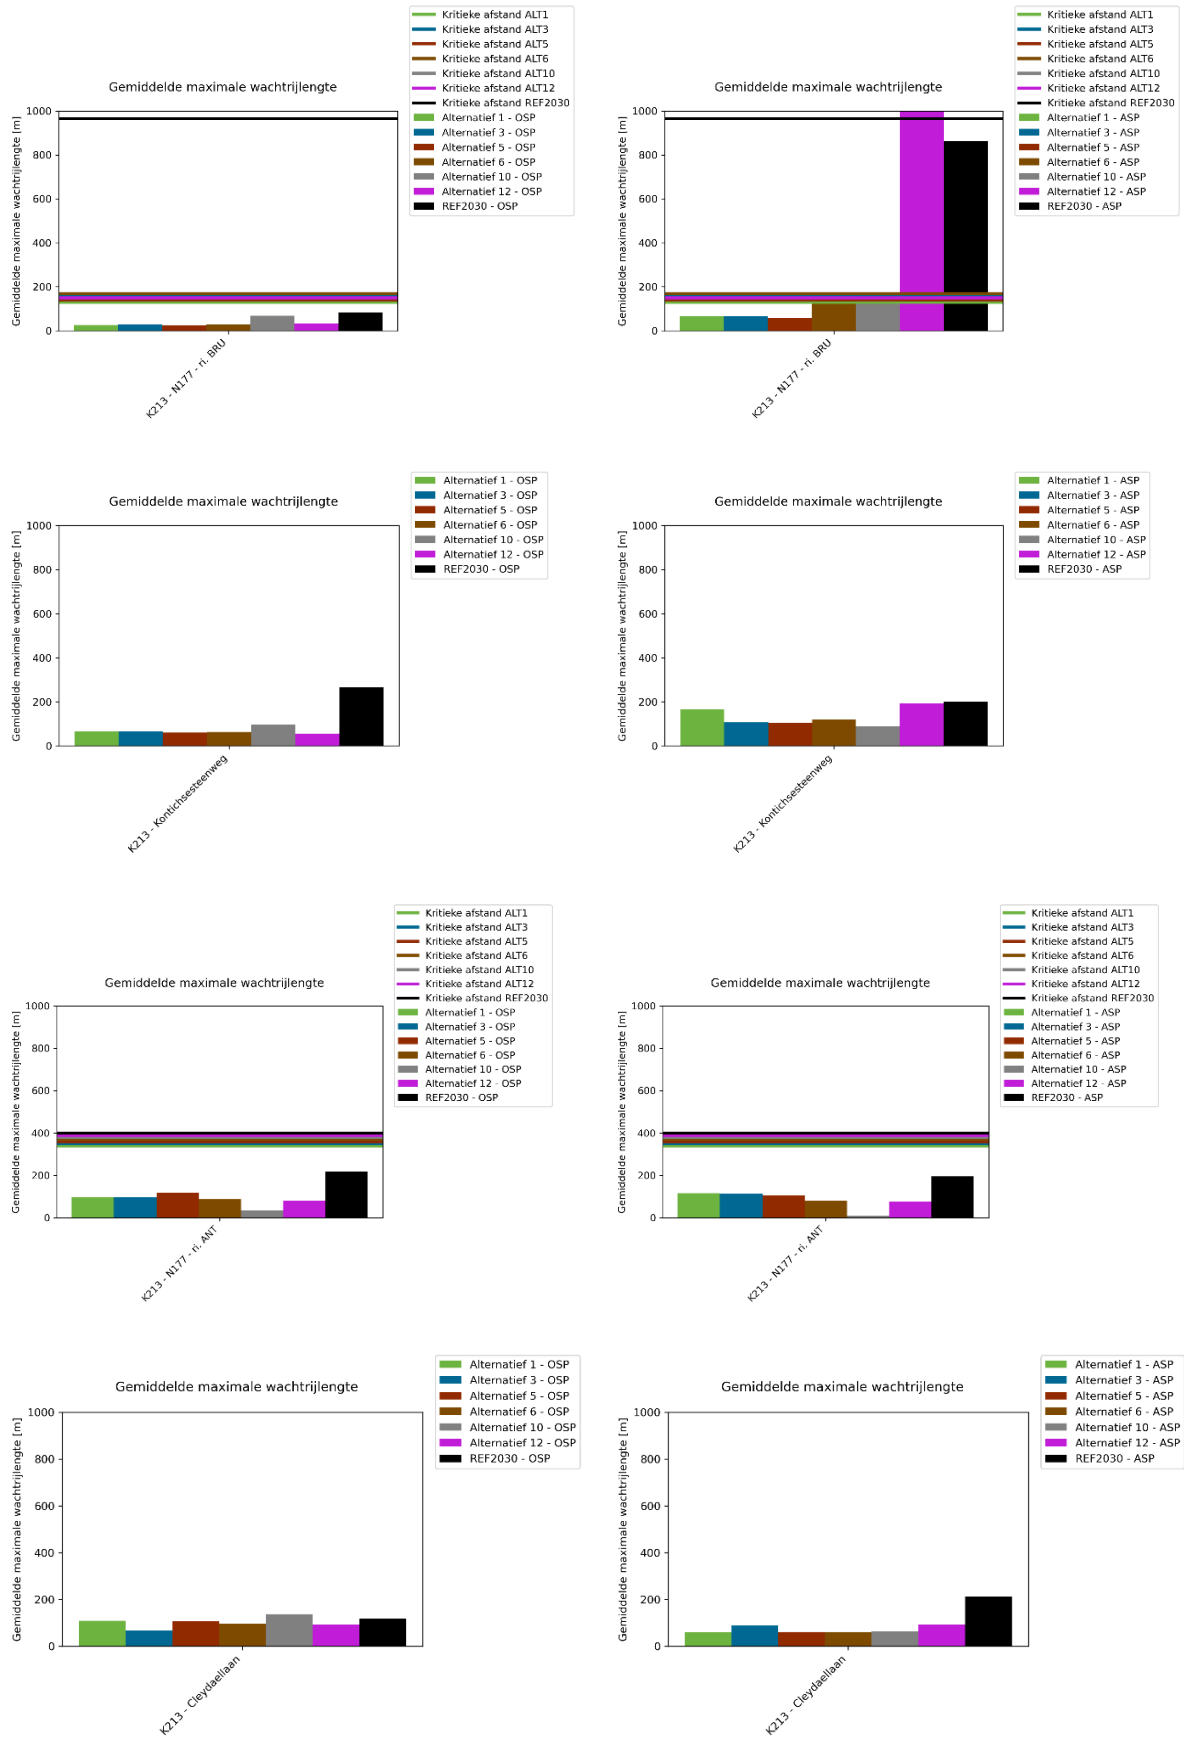 Kritieke afstand ALT1
Kritieke afstand ALT3
Kritieke afstand ALT5
Kritieke afstand ALT6
Kritieke afstand ALT10
Kritieke afstand ALT12
Kritieke afstand REF2030
Alternatief 1 - OSP
Alternatief 3 - OSP
Alternatief 5 - OSP
Alternatief 6 - OSP
Alternatief 10 - OSP
Alternatief 12 - OSP
REF2030 - OSP
Gemiddelde maximale wachtrijlengte
Gemiddelde maximale wachtrijlengte [m]
1000
800
600
400
200
0
K213 - N177 - ri. BRU
Kritieke afstand ALT1
Kritieke afstand ALT3
Kritieke afstand ALT5
Kritieke afstand ALT6
Kritieke afstand ALT10
Kritieke afstand ALT12
Kritieke afstand REF2030
Alternatief 1 - ASP
Alternatief 3 - ASP
Alternatief 5 - ASP
Alternatief 6 - ASP
Alternatief 10 - ASP
Alternatief 12 - ASP
REF2030 - ASP
Gemiddelde maximale wachtrijlengte
Gemiddelde maximale wachtrijlengte [m]
1000
800
600
400
200
0
K213 - N177 - ri. BRU
Alternatief 1 - OSP
Alternatief 3 - OSP
Alternatief 5 - OSP
Alternatief 6 - OSP
Alternatief 10 - OSP
Alternatief 12 - OSP
REF2030 - OSP
Gemiddelde maximale wachtrijlengte
Gemiddelde maximale wachtrijlengte [m]
1000
800
600
400
200
0
K213 - Kontichsesteenweg
Alternatief 1 - ASP
Alternatief 3 - ASP
Alternatief 5 - ASP
Alternatief 6 - ASP
Alternatief 10 - ASP
Alternatief 12 - ASP
REF2030 - ASP
Gemiddelde maximale wachtrijlengte
Gemiddelde maximale wachtrijlengte [m]
1000
800
600
400
200
0
K213 - Kontichsesteenweg
Kritieke afstand ALT1
Kritieke afstand ALT3
Kritieke afstand ALT5
Kritieke afstand ALT6
Kritieke afstand ALT10
Kritieke afstand ALT12
Kritieke afstand REF2030
Alternatief 1 - OSP
Alternatief 3 - OSP
Alternatief 5 - OSP
Alternatief 6 - OSP
Alternatief 10 - OSP
Alternatief 12 - OSP
REF2030 - OSP
Gemiddelde maximale wachtrijlengte
Gemiddelde maximale wachtrijlengte [m]
1000
800
600
400
200
0
K213 - N177 - ri. ANT
Kritieke afstand ALT1
Kritieke afstand ALT3
Kritieke afstand ALT5
Kritieke afstand ALT6
Kritieke afstand ALT10
Kritieke afstand ALT12
Kritieke afstand REF2030
Alternatief 1 - ASP
Alternatief 3 - ASP
Alternatief 5 - ASP
Alternatief 6 - ASP
Alternatief 10 - ASP
Alternatief 12 - ASP
REF2030 - ASP
Gemiddelde maximale wachtrijlengte
Gemiddelde maximale wachtrijlengte [m]
1000
800
600
400
200
0
K213 - N177 - ri. ANT
Alternatief 1 - OSP
Alternatief 3 - OSP
Alternatief 5 - OSP
Alternatief 6 - OSP
Alternatief 10 - OSP
Alternatief 12 - OSP
REF2030 - OSP
Gemiddelde maximale wachtrijlengte
Gemiddelde maximale wachtrijlengte [m]
1000
800
600
400
200
0
K213 - Cleydaellaan
Alternatief 1 - ASP
Alternatief 3 - ASP
Alternatief 5 - ASP
Alternatief 6 - ASP
Alternatief 10 - ASP
Alternatief 12 - ASP
REF2030 - ASP
Gemiddelde maximale wachtrijlengte
Gemiddelde maximale wachtrijlengte [m]
1000
800
600
400
200
0
K213 - Cleydaellaan